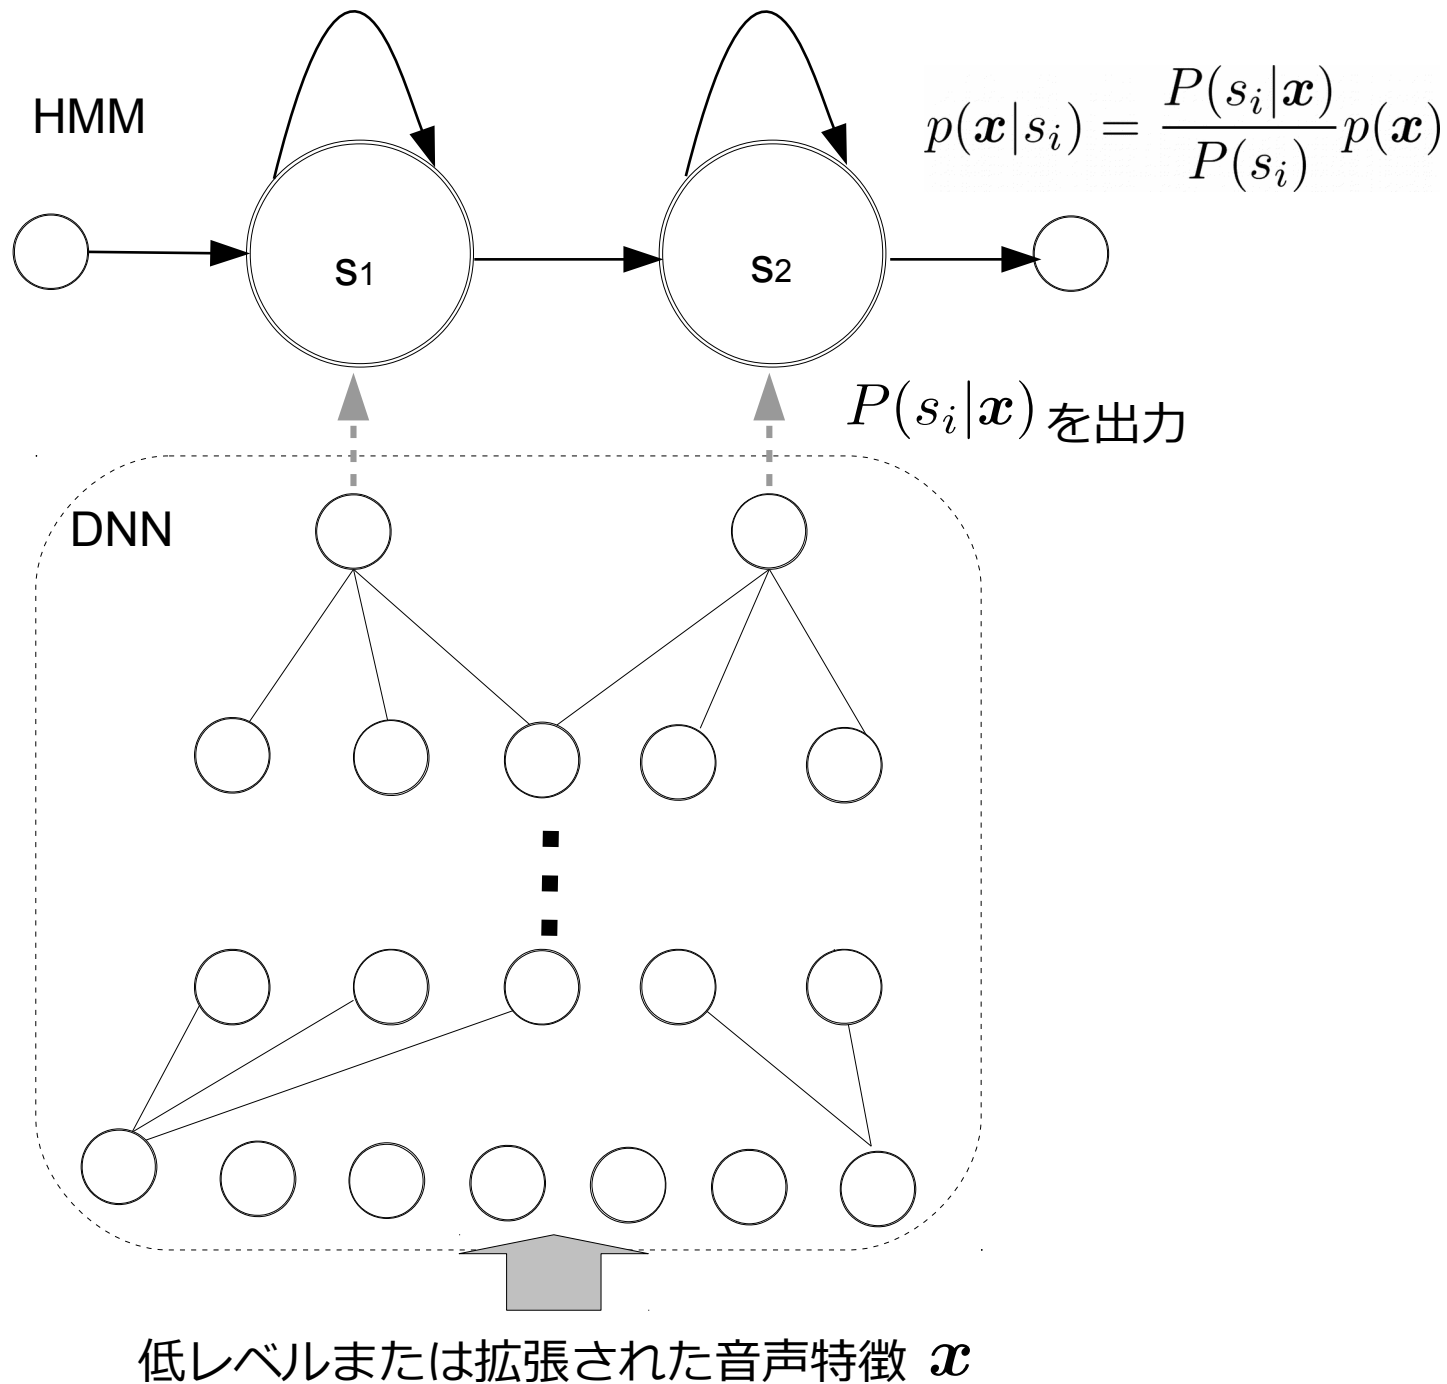 HMM
p(x|s_i) = \frac{P(s_i|x)}{P(s_i)} p(x)
s1
s2
P(s_i|x) を出力
DNN
低レベルまたは拡張された音声特徴 x